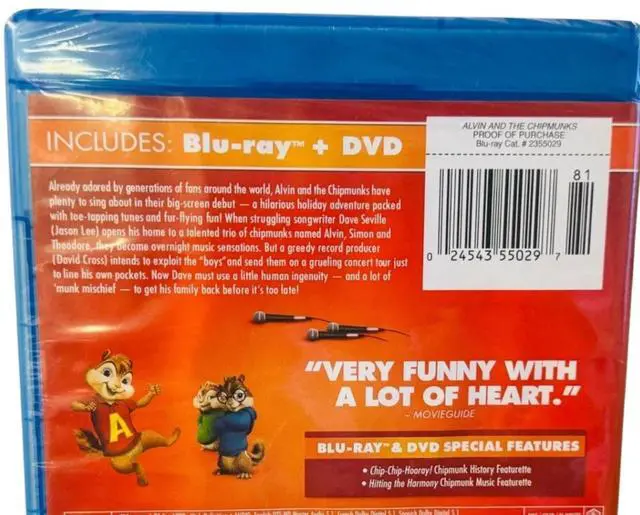 INCLUDES: Blu-ray™ + DVD
ALVIN AND THE CHIPMUNKS
PROOF OF PURCHASE
Blu-ray Cat. # 2355029
81
0 24543 55029 7
Already adored by generations of fans around the world, Alvin and the Chipmunks have
plenty to sing about in their big-screen debut — a hilarious holiday adventure packed
with toe-tapping tunes and fur-flying fun! When struggling songwriter Dave Seville
(Jason Lee) opens his home to a talented trio of chipmunks named Alvin, Simon and
Theodore, they become overnight music sensations. But a greedy record producer
(David Cross) intends to exploit the "boys" and send them on a grueling concert tour just
to line his own pockets. Now Dave must use a little human ingenuity — and a lot of
'munk mischief — to get his family back before it's too late!
A
"VERY FUNNY WITH
A LOT OF HEART."
– MOVIEGUIDE
BLU-RAY™ & DVD SPECIAL FEATURES
• Chip-Chip-Hooray! Chipmunk History Featurette
• Hitting the Harmony Chipmunk Music Featurette